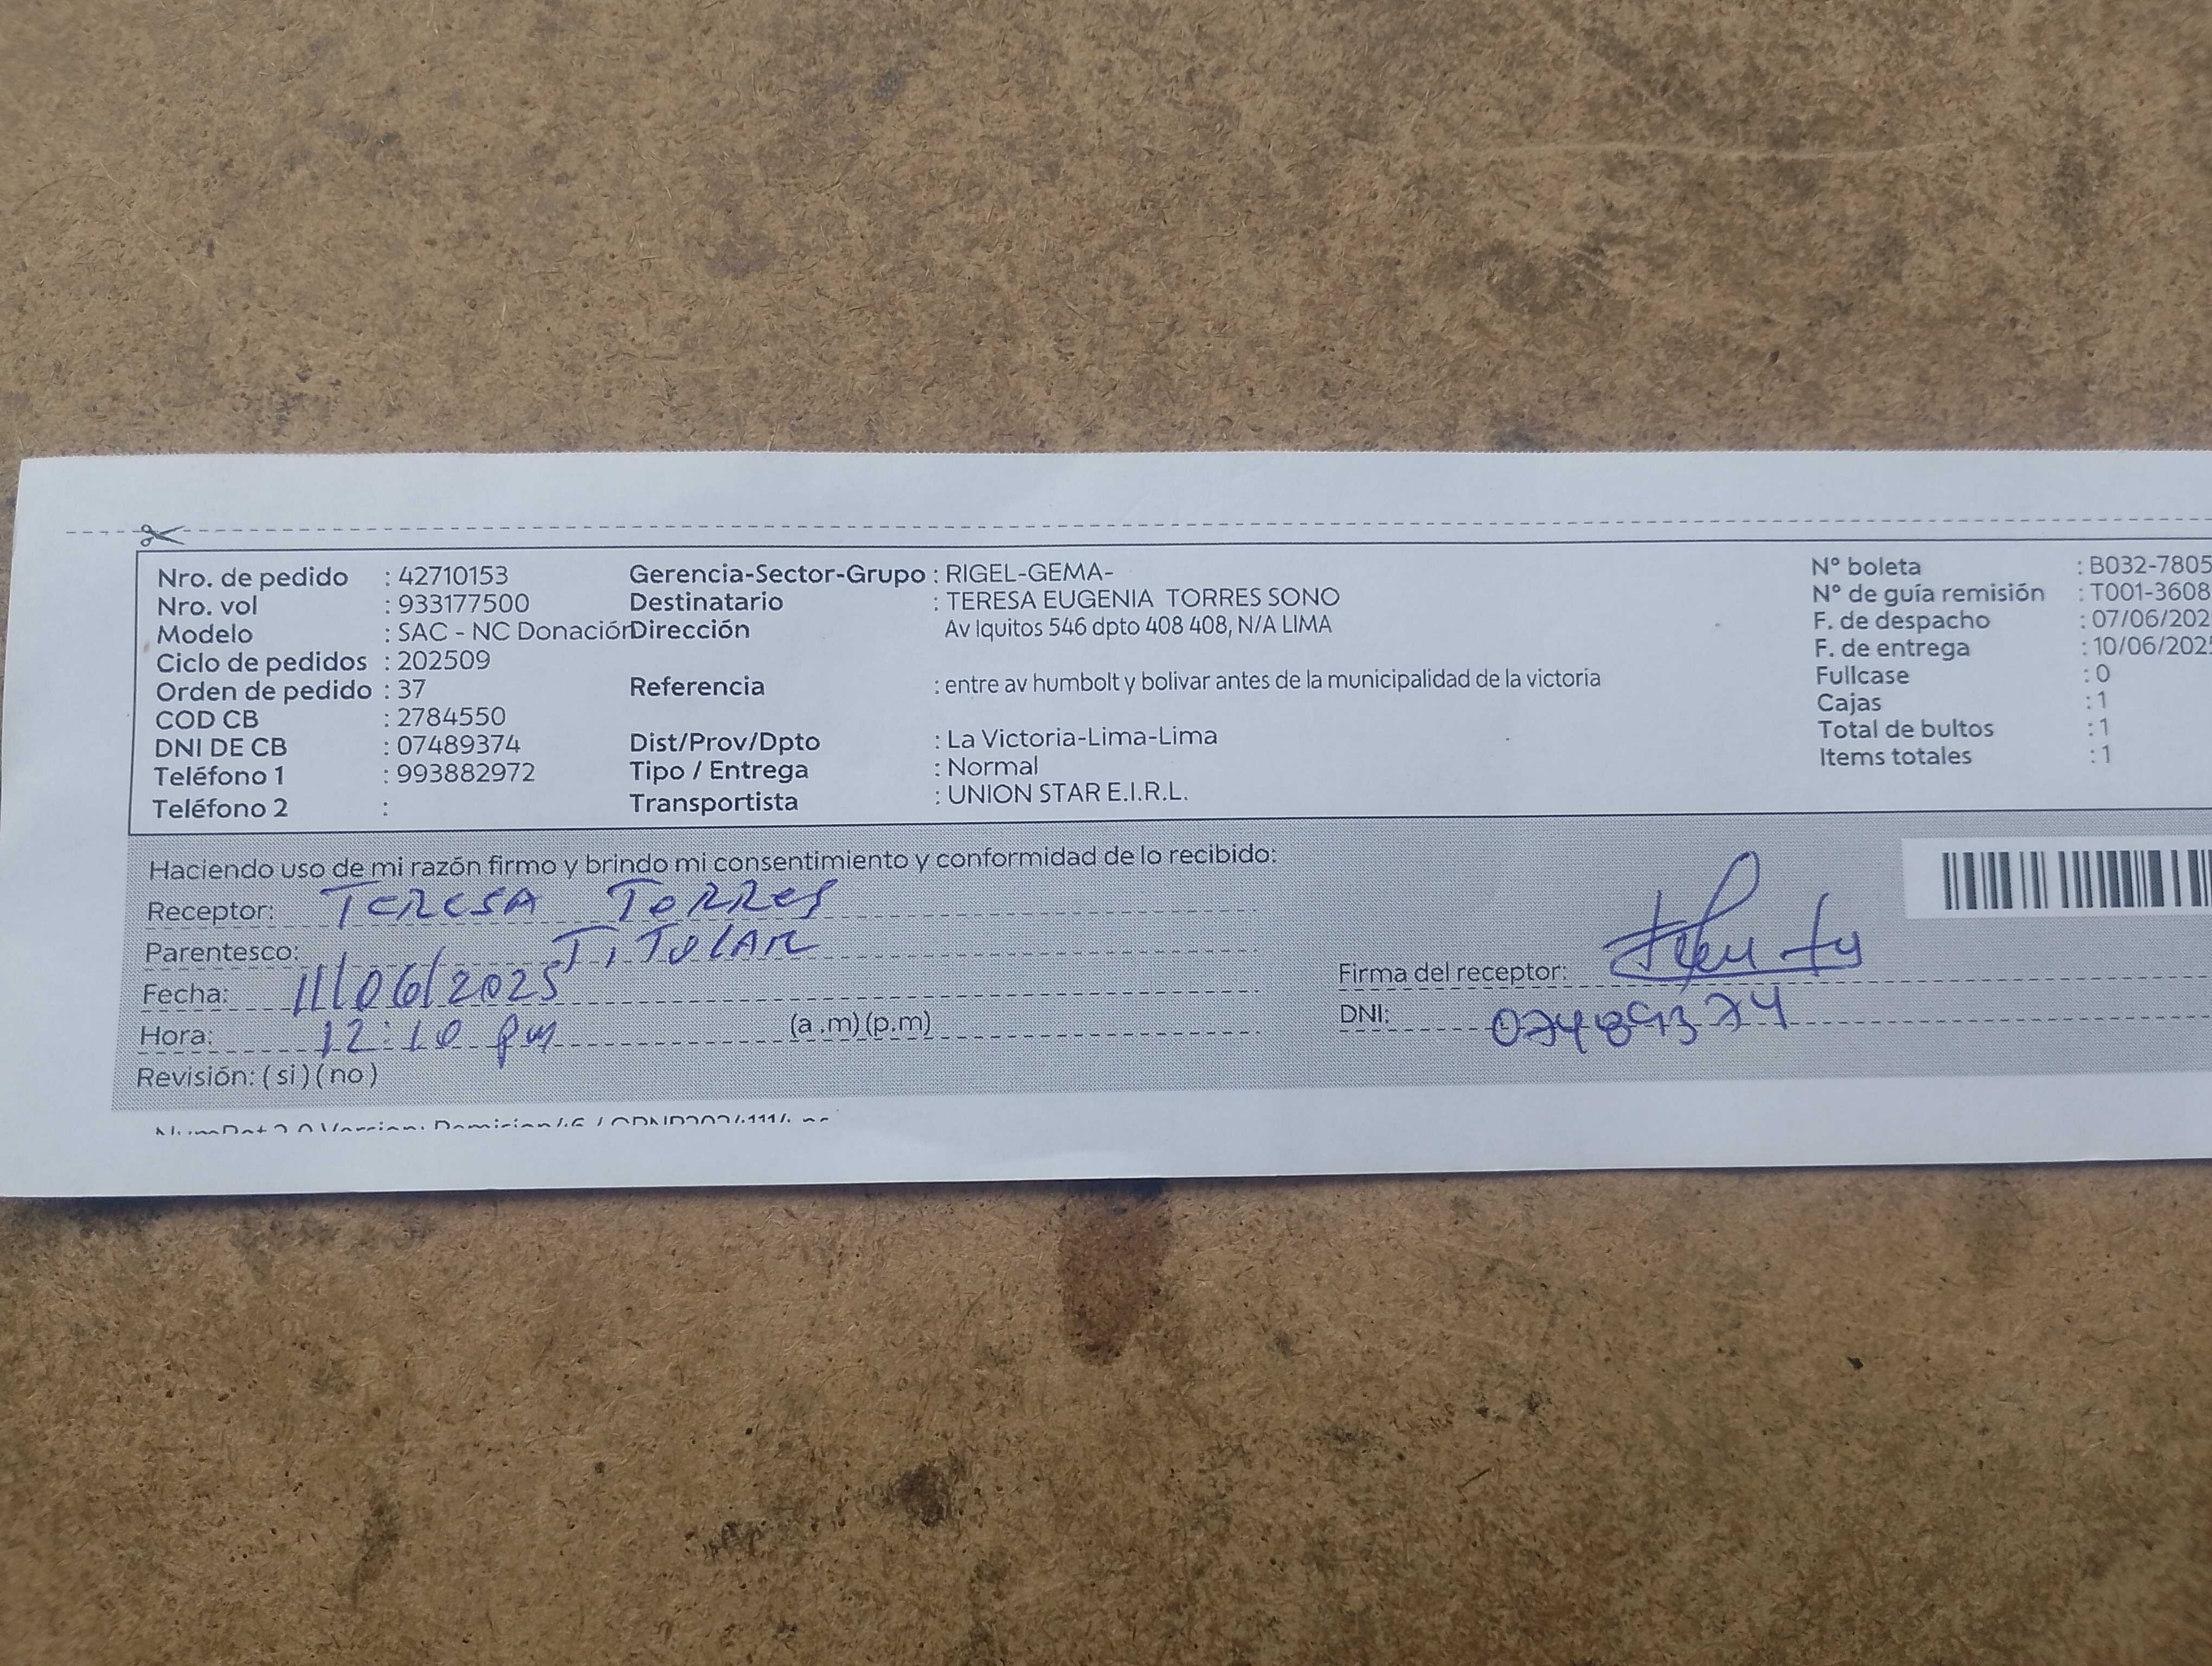 Nro. de pedido : 42710153
Nro. vol : 933177500
Modelo : SAC - NC Donación
Ciclo de pedidos : 202509
Orden de pedido : 37
COD CB : 2784550
DNI DE CB : 07489374
Teléfono 1 : 993882972
Teléfono 2 :
Gerencia-Sector-Grupo : RIGEL-GEMA-
Destinatario : TERESA EUGENIA TORRES SONO
Dirección Av Iquitos 546 dpto 408 408, N/A LIMA
Referencia : entre av humbolt y bolivar antes de la municipalidad de la victoria
Dist/Prov/Dpto : La Victoria-Lima-Lima
Tipo / Entrega : Normal
Transportista : UNION STAR E.I.R.L.
N° boleta : B032-7805
N° de guía remisión : T001-3608
F. de despacho : 07/06/202
F. de entrega : 10/06/202
Fullcase : 0
Cajas : 1
Total de bultos : 1
Items totales : 1
Haciendo uso de mi razón firmo y brindo mi consentimiento y conformidad de lo recibido:
Receptor: TERESA TORRES
Parentesco: TITULAR
Fecha: 11/06/2025
Hora: 12:10 pm (a .m) (p.m)
Revisión: ( si ) ( no )
Firma del receptor:
DNI: 07489374